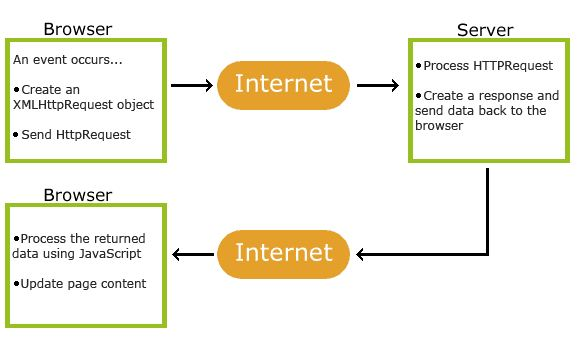 Browser
An event occurs...
• Create an
XMLHttpRequest object
• Send HttpRequest
Internet
Server
• Process HTTPRequest
• Create a response and
send data back to the
browser
Browser
• Process the returned
data using JavaScript
• Update page content
Internet